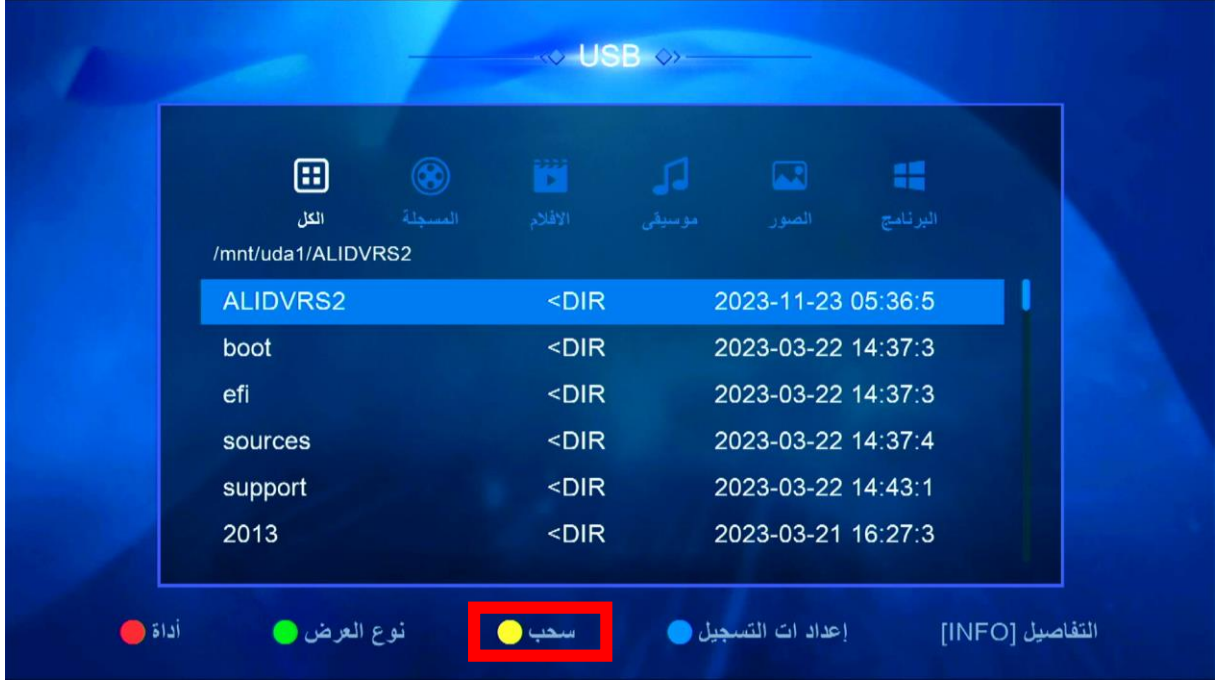 USB
الكل المسجلة الافلام موسيقى الصور البرنامج
/mnt/uda1/ALIDVRS2
ALIDVRS2 <DIR 2023-11-23 05:36:5
boot <DIR 2023-03-22 14:37:3
efi <DIR 2023-03-22 14:37:3
sources <DIR 2023-03-22 14:37:4
support <DIR 2023-03-22 14:43:1
2013 <DIR 2023-03-21 16:27:3
أداة نوع العرض سحب إعداد ات التسجيل التفاصيل [INFO]